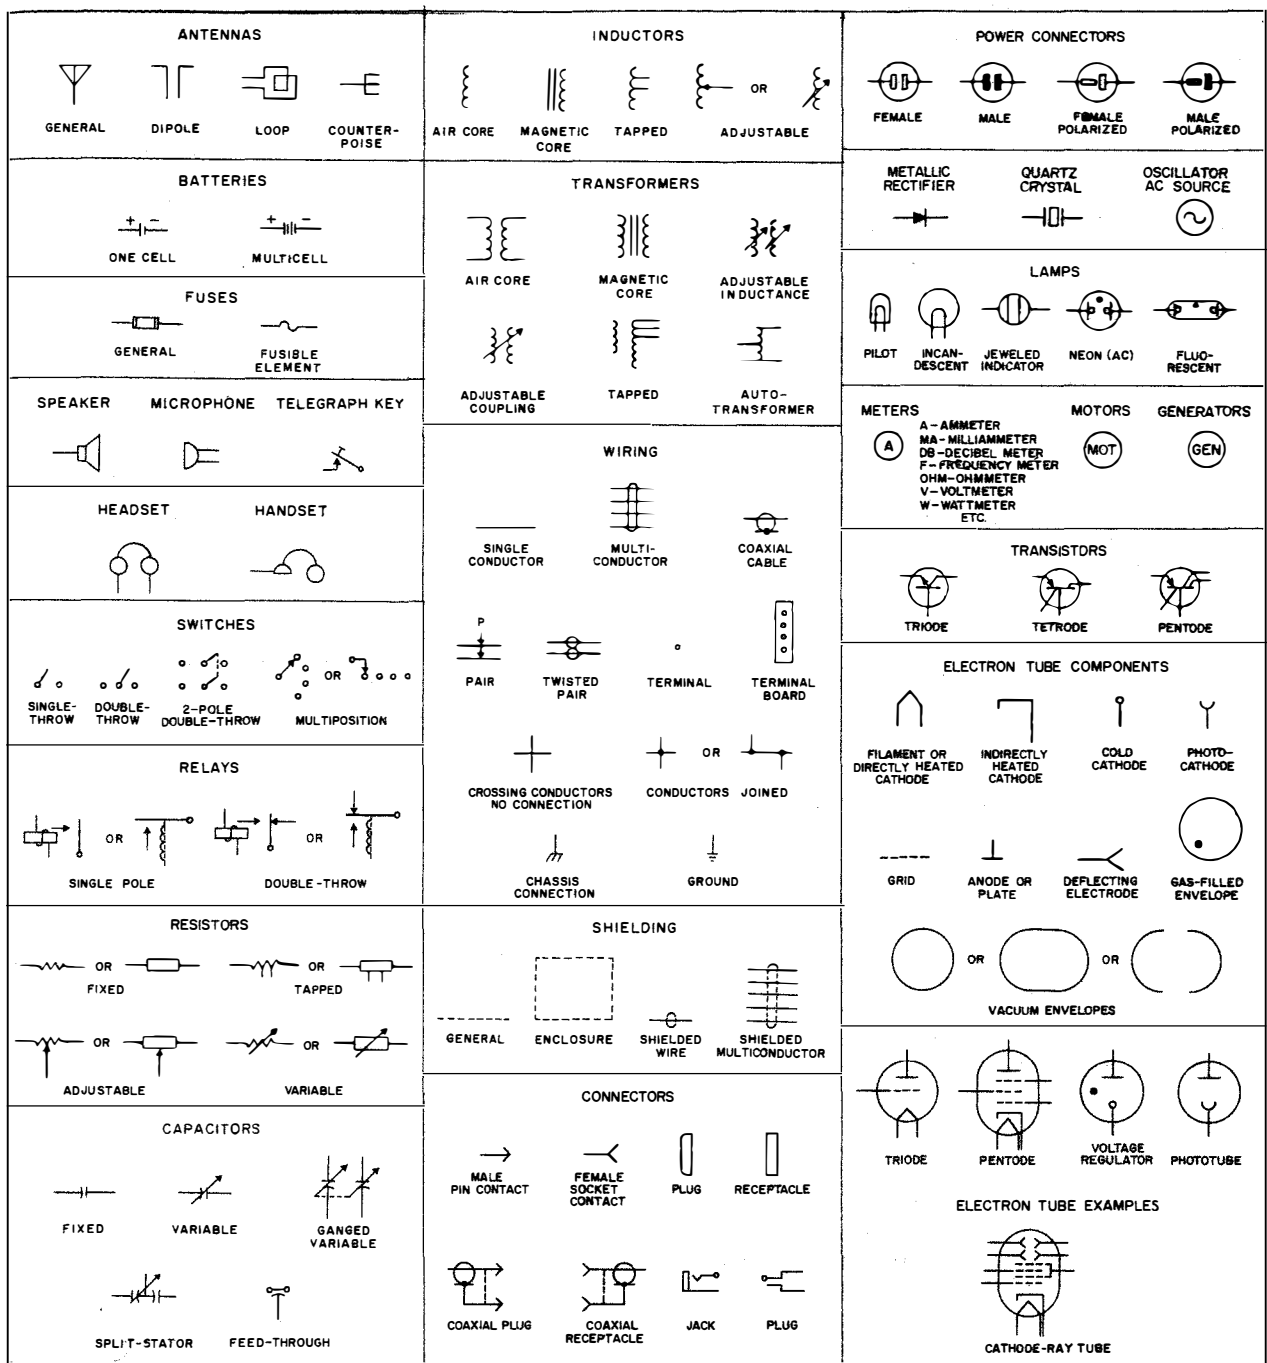 ANTENNAS
GENERAL
DIPOLE
LOOP
COUNTER-
POISE
BATTERIES
+ -
+ -
ONE CELL
MULTICELL
FUSES
GENERAL
FUSIBLE
ELEMENT
SPEAKER
MICROPHONE
TELEGRAPH KEY
HEADSET
HANDSET
SWITCHES
OR
SINGLE-
THROW
DOUBLE-
THROW
2-POLE
DOUBLE-THROW
MULTIPOSITION
RELAYS
OR
OR
SINGLE POLE
DOUBLE-THROW
RESISTORS
OR
FIXED
OR
TAPPED
OR
ADJUSTABLE
OR
VARIABLE
CAPACITORS
FIXED
VARIABLE
GANGED
VARIABLE
SPLIT-STATOR
FEED-THROUGH
INDUCTORS
OR
AIR CORE
MAGNETIC
CORE
TAPPED
ADJUSTABLE
TRANSFORMERS
AIR CORE
MAGNETIC
CORE
ADJUSTABLE
INDUCTANCE
ADJUSTABLE
COUPLING
TAPPED
AUTO-
TRANSFORMER
WIRING
SINGLE
CONDUCTOR
MULTI-
CONDUCTOR
COAXIAL
CABLE
P
PAIR
TWISTED
PAIR
TERMINAL
TERMINAL
BOARD
OR
CROSSING CONDUCTORS
NO CONNECTION
CONDUCTORS JOINED
CHASSIS
CONNECTION
GROUND
SHIELDING
GENERAL
ENCLOSURE
SHIELDED
WIRE
SHIELDED
MULTICONDUCTOR
CONNECTORS
MALE
PIN CONTACT
FEMALE
SOCKET
CONTACT
PLUG
RECEPTACLE
COAXIAL PLUG
COAXIAL
RECEPTACLE
JACK
PLUG
POWER CONNECTORS
FEMALE
MALE
FEMALE
POLARIZED
MALE
POLARIZED
METALLIC
RECTIFIER
QUARTZ
CRYSTAL
OSCILLATOR
AC SOURCE
LAMPS
PILOT
INCAN-
DESCENT
JEWELED
INDICATOR
NEON (AC)
FLUO-
RESCENT
METERS
A
A-AMMETER
MA-MILLIAMMETER
DB-DECIBEL METER
F-FREQUENCY METER
OHM-OHMMETER
V-VOLTMETER
W-WATTMETER
ETC.
MOTORS
MOT
GENERATORS
GEN
TRANSISTORS
TRIODE
TETRODE
PENTODE
ELECTRON TUBE COMPONENTS
FILAMENT OR
DIRECTLY HEATED
CATHODE
INDIRECTLY
HEATED
CATHODE
COLD
CATHODE
PHOTO-
CATHODE
GRID
ANODE OR
PLATE
DEFLECTING
ELECTRODE
GAS-FILLED
ENVELOPE
OR
OR
VACUUM ENVELOPES
TRIODE
PENTODE
VOLTAGE
REGULATOR
PHOTOTUBE
ELECTRON TUBE EXAMPLES
CATHODE-RAY TUBE